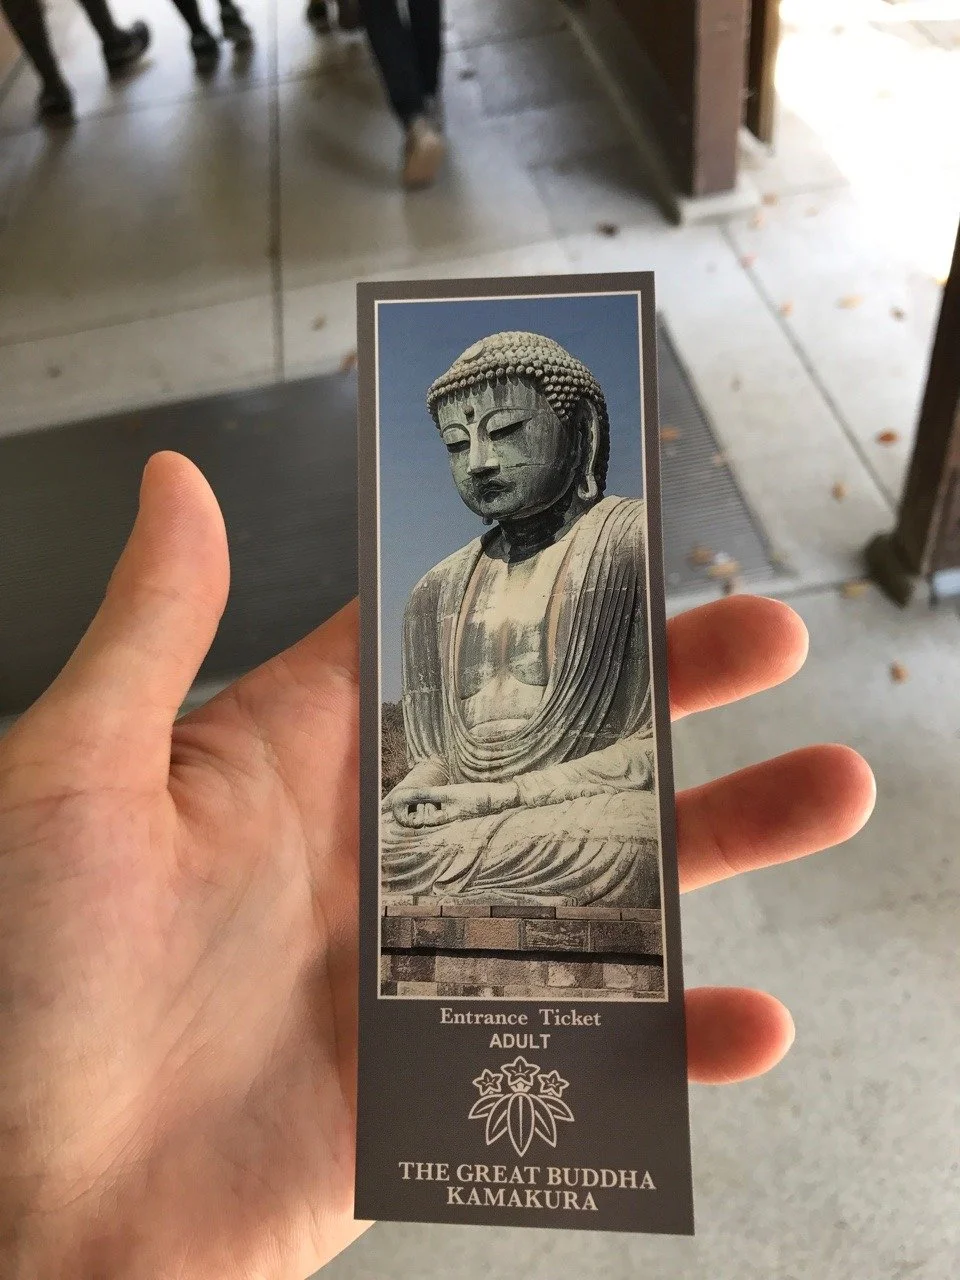 Entrance Ticket
ADULT
THE GREAT BUDDHA
KAMAKURA